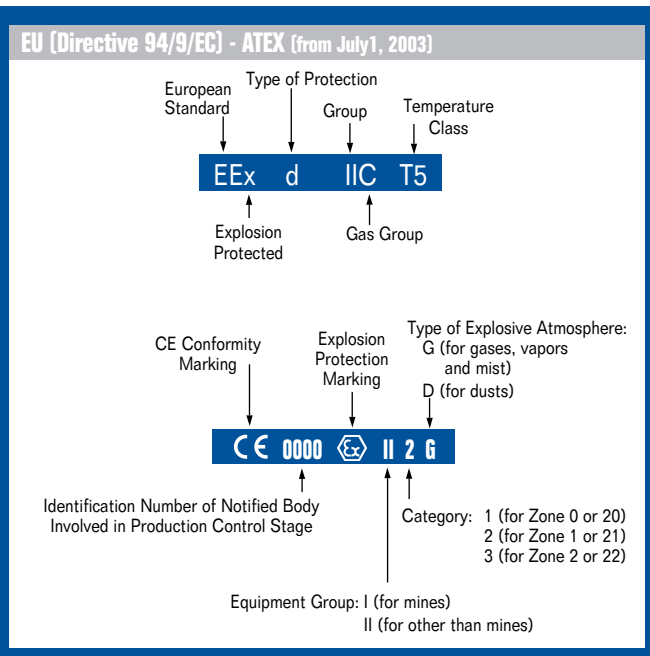 EU (Directive 94/9/EC) - ATEX (from July1, 2003)
European
Standard
Type of Protection
Group
Temperature
Class
EEx d IIC T5
Explosion
Protected
Gas Group
CE Conformity
Marking
Explosion
Protection
Marking
Type of Explosive Atmosphere:
G (for gases, vapors
and mist)
D (for dusts)
CE 0000 Ex II 2 G
Identification Number of Notified Body
Involved in Production Control Stage
Category: 1 (for Zone 0 or 20)
2 (for Zone 1 or 21)
3 (for Zone 2 or 22)
Equipment Group: I (for mines)
II (for other than mines)